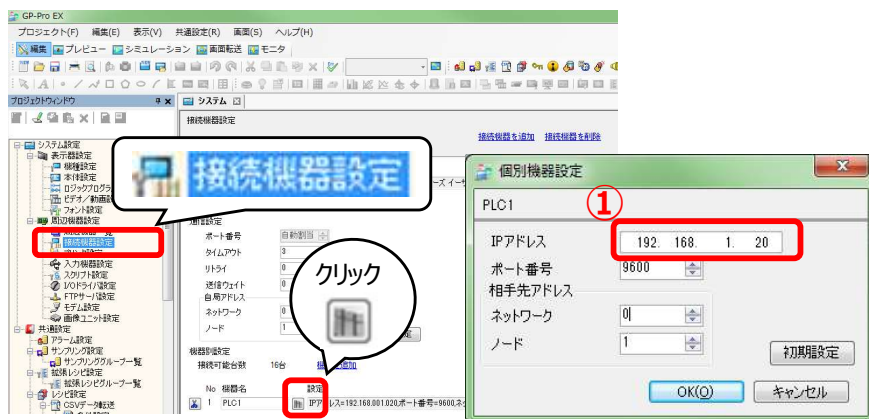 GP-Pro EX
プロジェクト(F) 編集(E) 表示(V) 共通設定(R) 画面(S) ヘルプ(H)
編集 プレビュー シミュレーション 画面転送 モニタ
プロジェクトウィンドウ
システム
接続機器設定
接続機器を追加 接続機器を削除
システム設定
表示器設定
機種設定
本体設定
ロジックプログラ
ビデオ/動画設
フォント設定
周辺機器設定
接続機器設定
入力機器設定
スクリプト設定
I/Oドライバ設定
FTPサーバ設定
モデム設定
画像ユニット設定
共通設定
アラーム設定
サンプリング設定
サンプリンググループ一覧
拡張レシピ設定
拡張レシピグループ一覧
レシピ設定
CSVデータ転送
接続機器設定
ーズ イーサ
通信設定
ポート番号 自動割当
タイムアウト 3
リトライ 0
送信ウェイト 0
自局アドレス
ネットワーク 0
ノード 1
機器別設定
接続可能台数 16台
No 機器名 設定
1 PLC1 IPアドレス=192.168.001.020,ポート番号=9600,ネッ
クリック
個別機器設定
PLC1
①
IPアドレス 192. 168. 1. 20
ポート番号 9600
相手先アドレス
ネットワーク 0
ノード 1
初期設定
OK(O) キャンセル